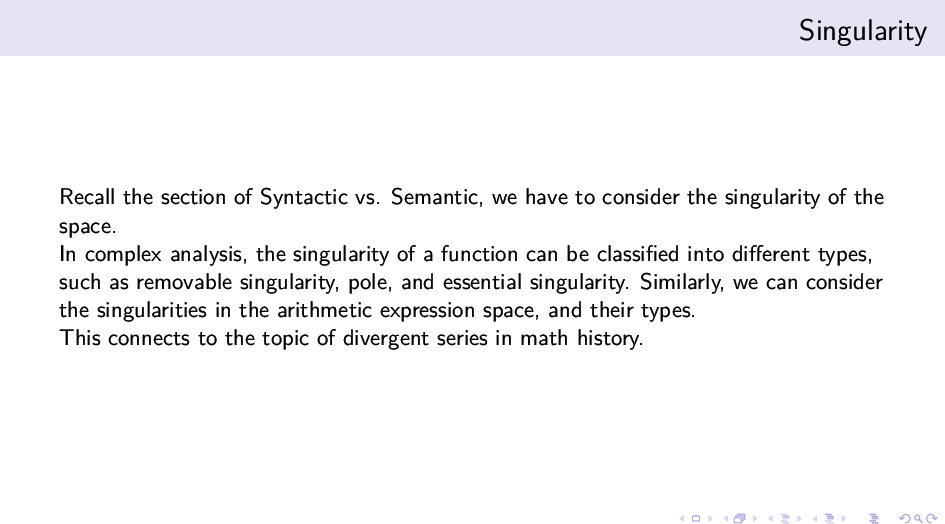 Singularity
Recall the section of Syntactic vs. Semantic, we have to consider the singularity of the
space.
In complex analysis, the singularity of a function can be classified into different types,
such as removable singularity, pole, and essential singularity. Similarly, we can consider
the singularities in the arithmetic expression space, and their types.
This connects to the topic of divergent series in math history.